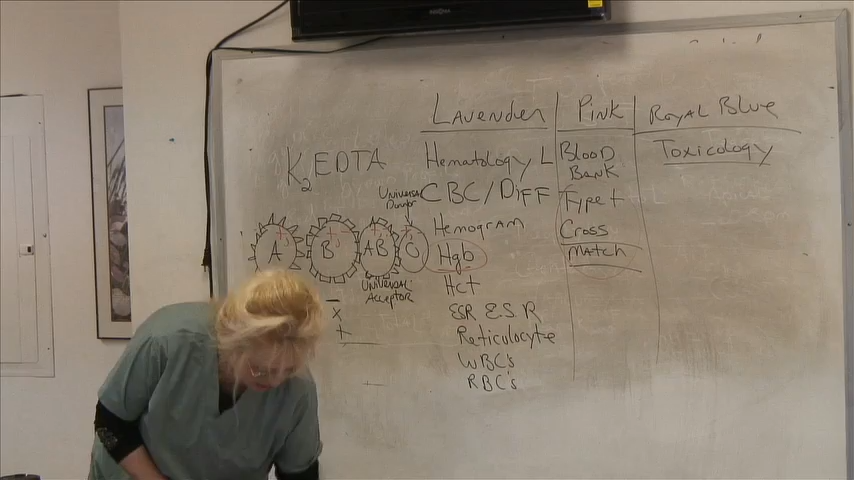 Lavender Pink Royal Blue
K2EDTA
Hematology L
Blood
Bank
Toxicology
Universal
Donor
CBC/DIFF
Type +
Cross
Match
Hemogram
A B AB O
Hgb
Universal
Acceptor
Hct
ESR
Reticulocyte
WBC's
RBC's
-
x
+